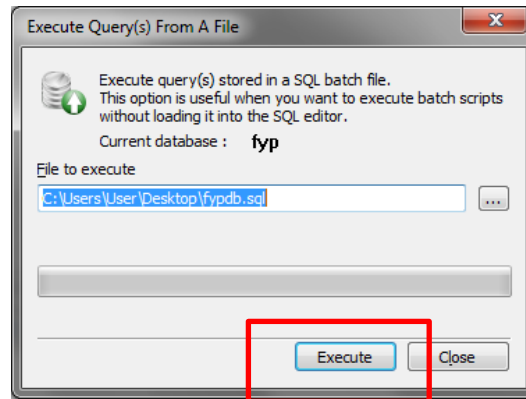 Execute Query(s) From A File
Execute query(s) stored in a SQL batch file.
This option is useful when you want to execute batch scripts
without loading it into the SQL editor.
Current database : fyp
File to execute
C:\Users\User\Desktop\fypdb.sql
...
Execute
Close